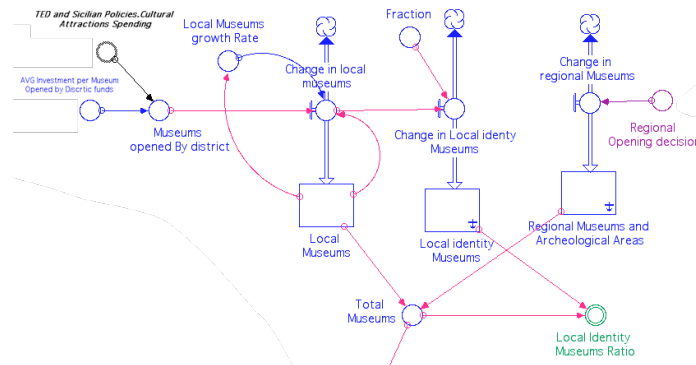 TED and Sicilian Policies.Cultural
Attractions Spending
Local Museums
growth Rate
Fraction
Change in local
museums
Change in
regional Museums
AVG Investment per Museum
Opened by Discrtic funds
Museums
opened By district
Change in Local identy
Museums
Regional
Opening decision
Local
Museums
Local identity
Museums
Regional Museums and
Archeological Areas
Total
Museums
Local Identity
Museums Ratio